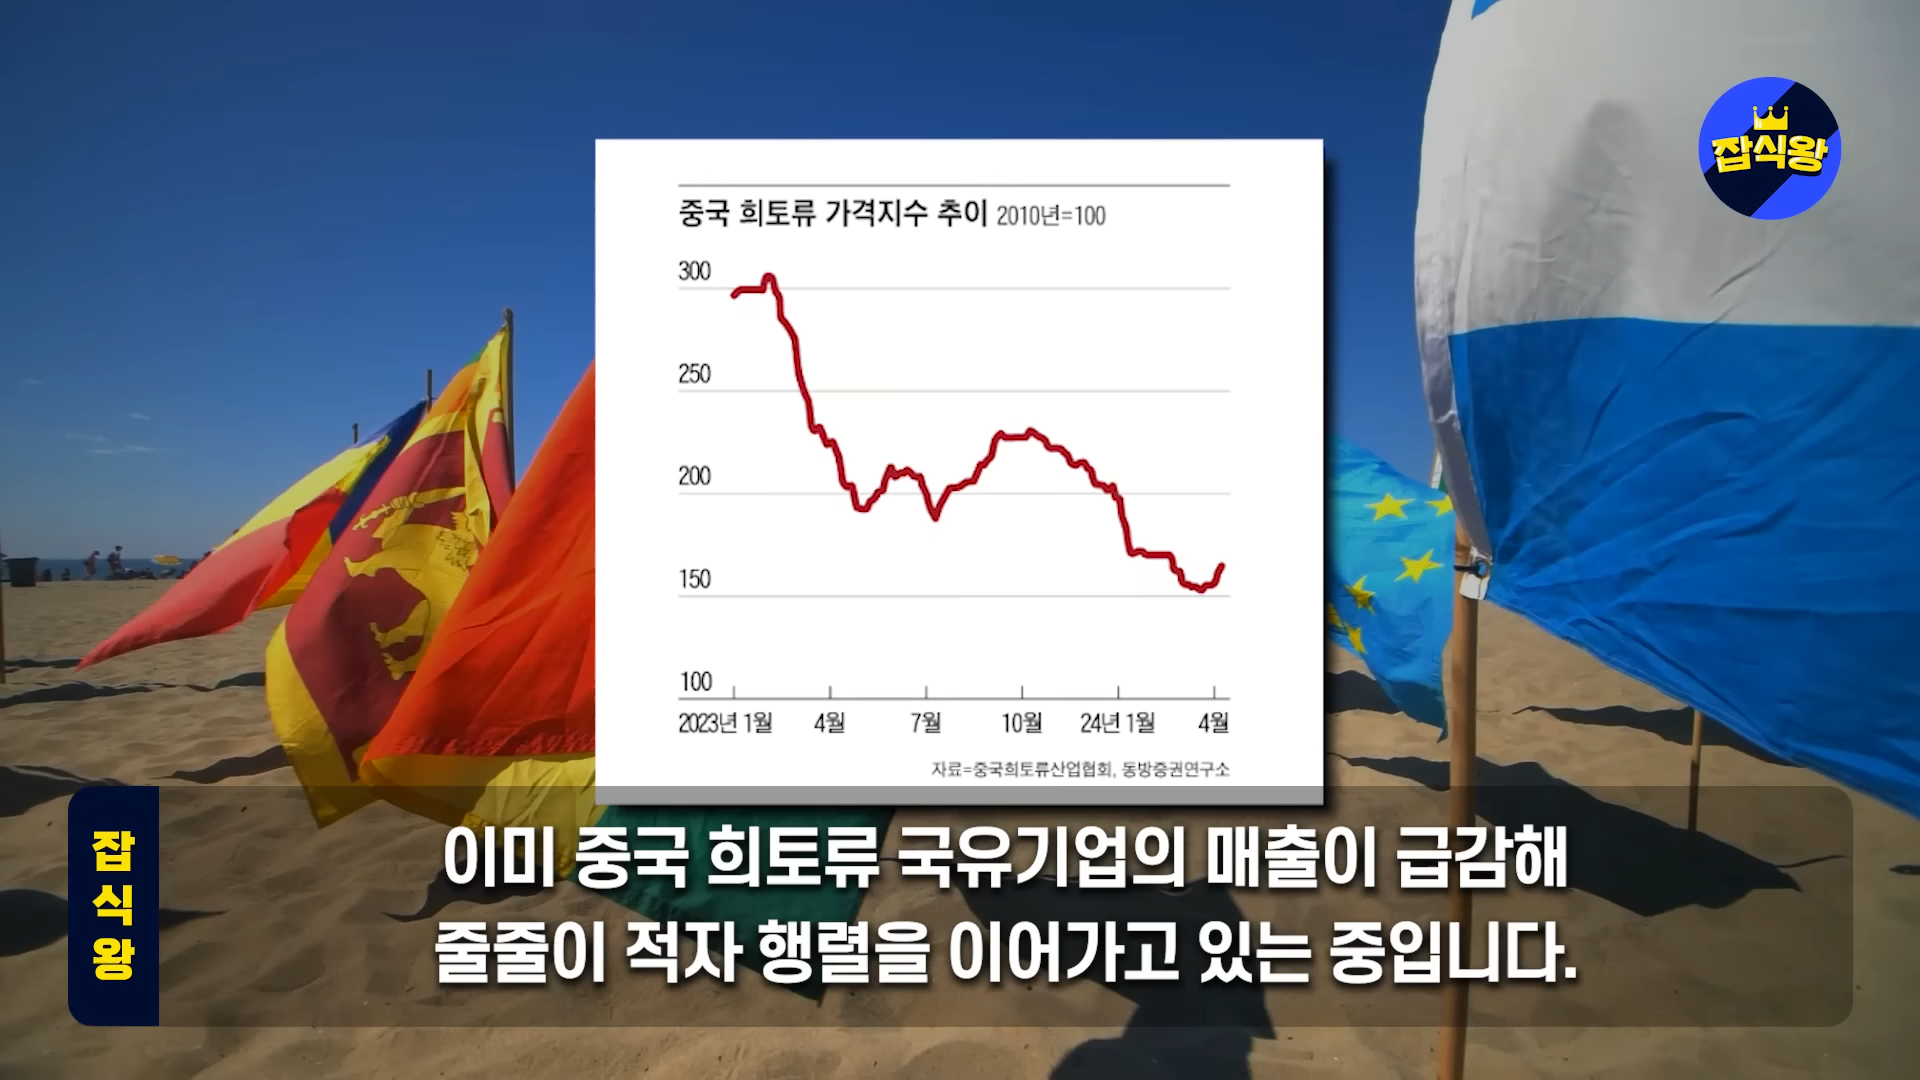 잡식왕
중국 희토류 가격지수 추이 2010년=100
300
250
200
150
100
2023년 1월 4월 7월 10월 24년 1월 4월
자료=중국희토류산업협회, 동방증권연구소
잡식왕
이미 중국 희토류 국유기업의 매출이 급감해
줄줄이 적자 행렬을 이어가고 있는 중입니다.